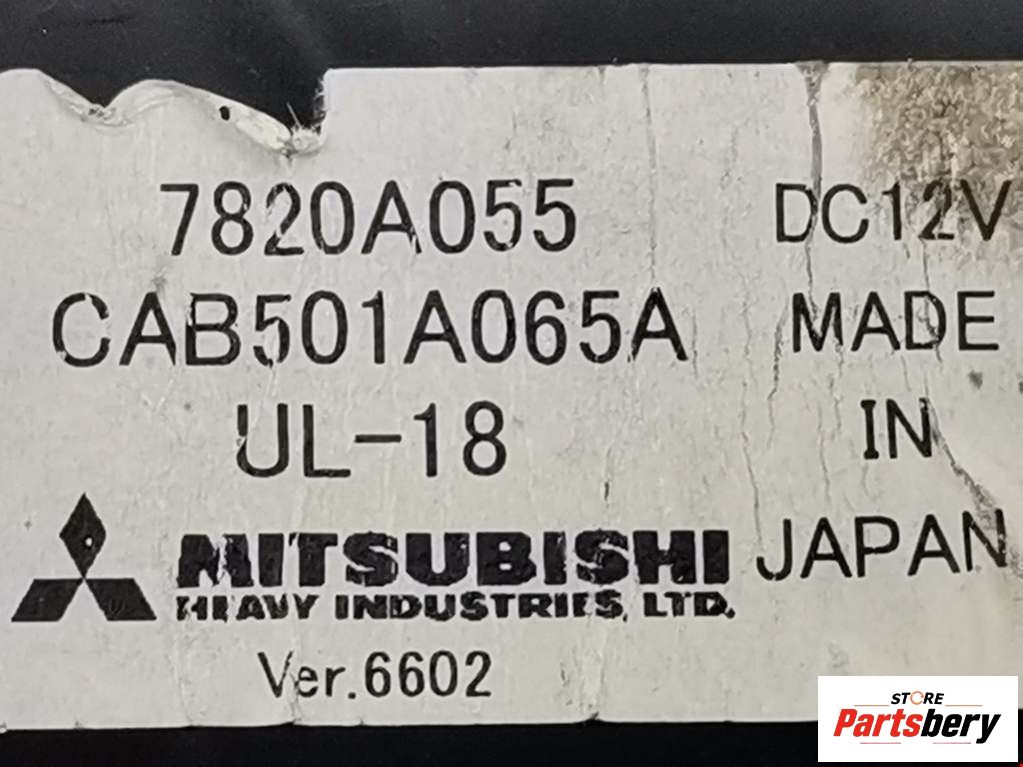 7820A055 DC12V
CAB501A065A MADE
UL-18 IN
MITSUBISHI JAPAN
HEAVY INDUSTRIES, LTD.
Ver.6602
STORE
Partsbery